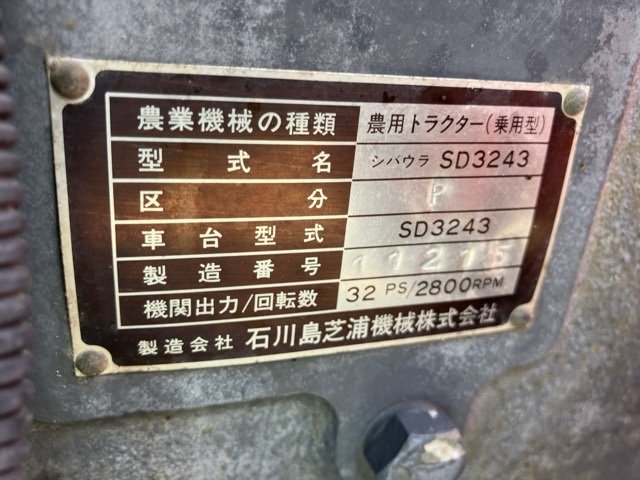 農業機械の種類 農用トラクター(乗用型)
型式名 シバウラ SD3243
区分 P
車台型式 SD3243
製造番号 11215
機関出力/回転数 32 PS/2800RPM
製造会社 石川島芝浦機械株式会社